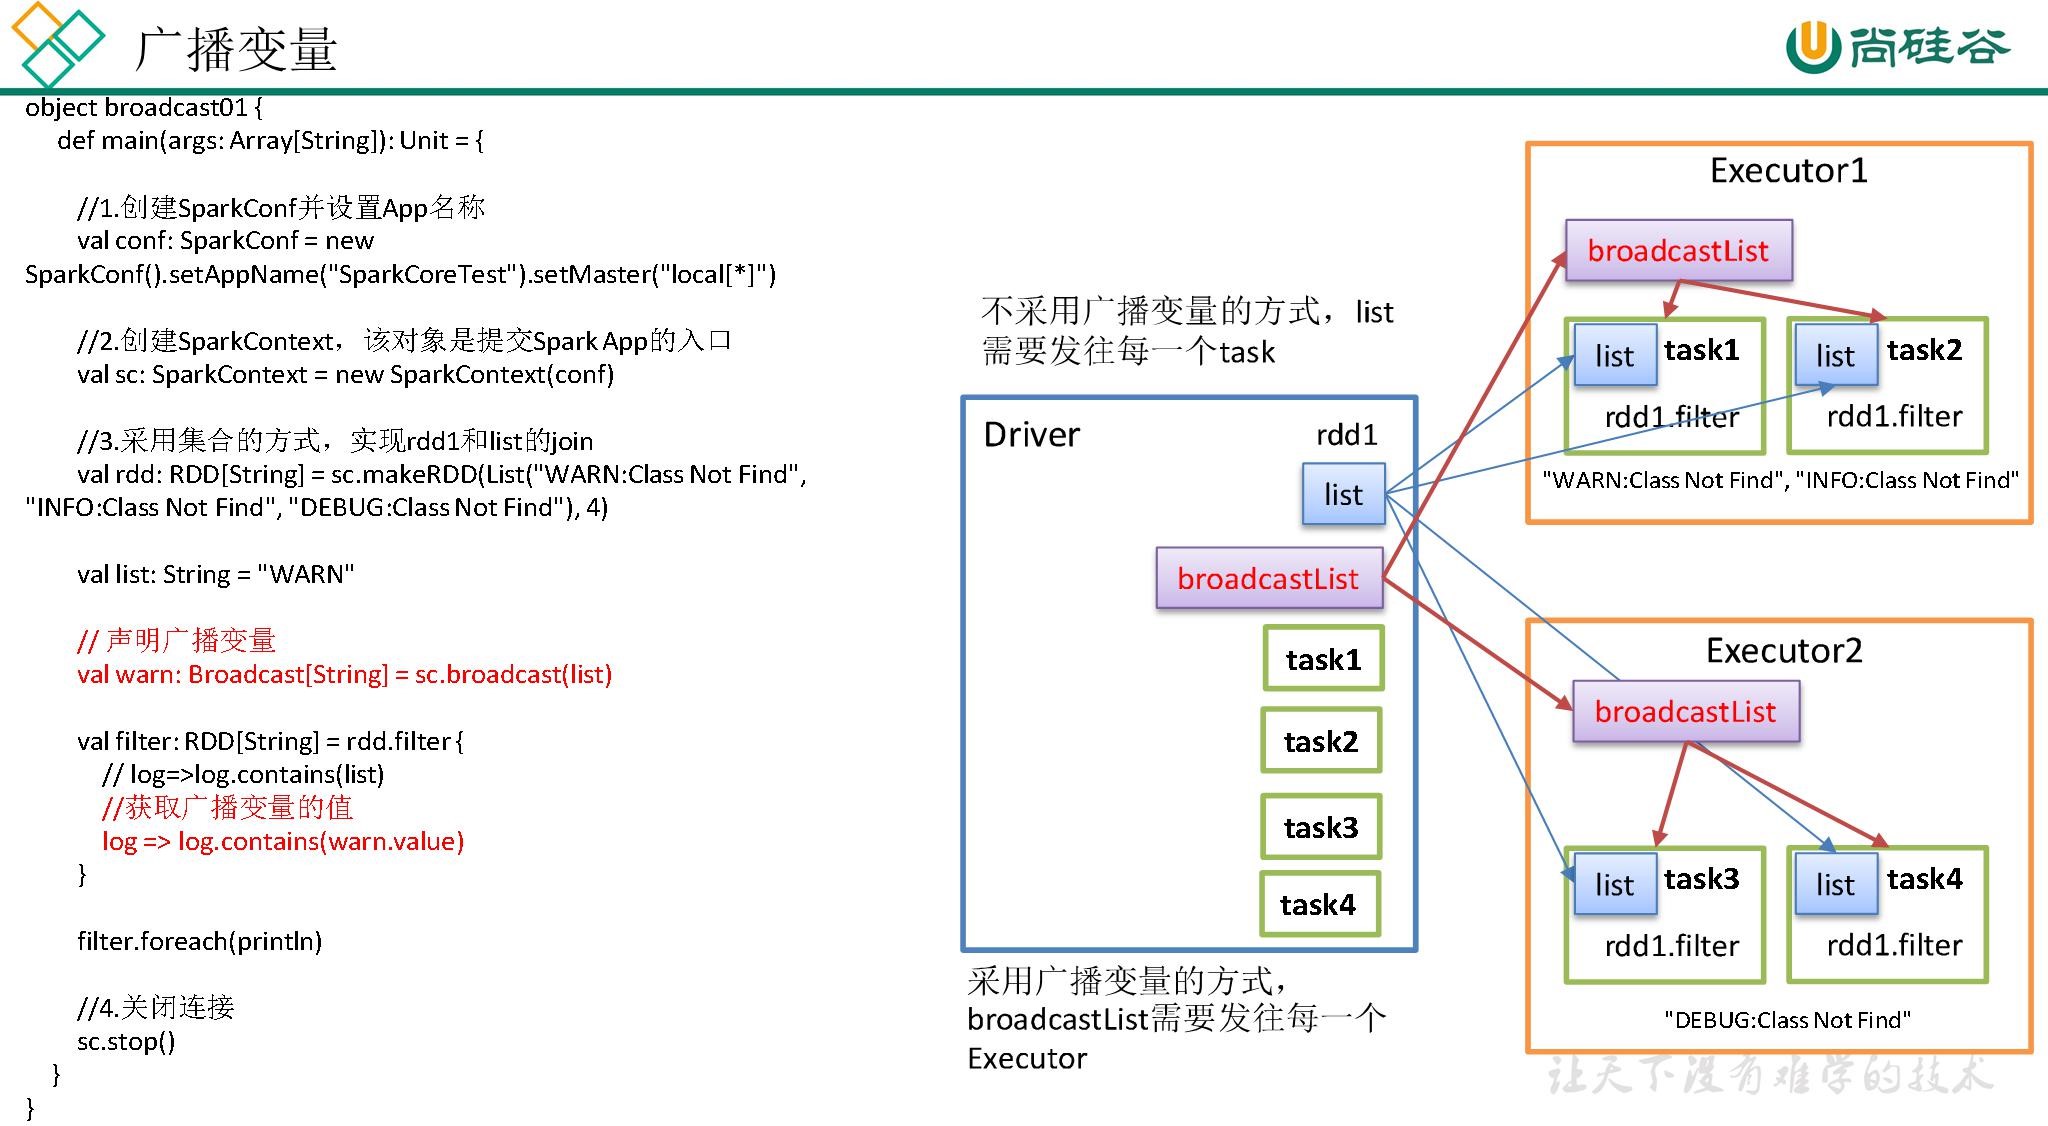 广播变量
尚硅谷
object broadcast01 {
def main(args: Array[String]): Unit = {
//1.创建SparkConf并设置App名称
val conf: SparkConf = new
SparkConf().setAppName("SparkCoreTest").setMaster("local[*]")
//2.创建SparkContext，该对象是提交Spark App的入口
val sc: SparkContext = new SparkContext(conf)
//3.采用集合的方式，实现rdd1和list的join
val rdd: RDD[String] = sc.makeRDD(List("WARN:Class Not Find",
"INFO:Class Not Find", "DEBUG:Class Not Find"), 4)
val list: String = "WARN"
// 声明广播变量
val warn: Broadcast[String] = sc.broadcast(list)
val filter: RDD[String] = rdd.filter {
// log=>log.contains(list)
//获取广播变量的值
log => log.contains(warn.value)
}
filter.foreach(println)
//4.关闭连接
sc.stop()
}
}
不采用广播变量的方式，list
需要发往每一个task
Driver
rdd1
list
broadcastList
task1
task2
task3
task4
采用广播变量的方式，
broadcastList需要发往每一个
Executor
Executor1
broadcastList
list task1
rdd1.filter
list task2
rdd1.filter
"WARN:Class Not Find", "INFO:Class Not Find"
Executor2
broadcastList
list task3
rdd1.filter
list task4
rdd1.filter
"DEBUG:Class Not Find"
让天下没有难学的技术